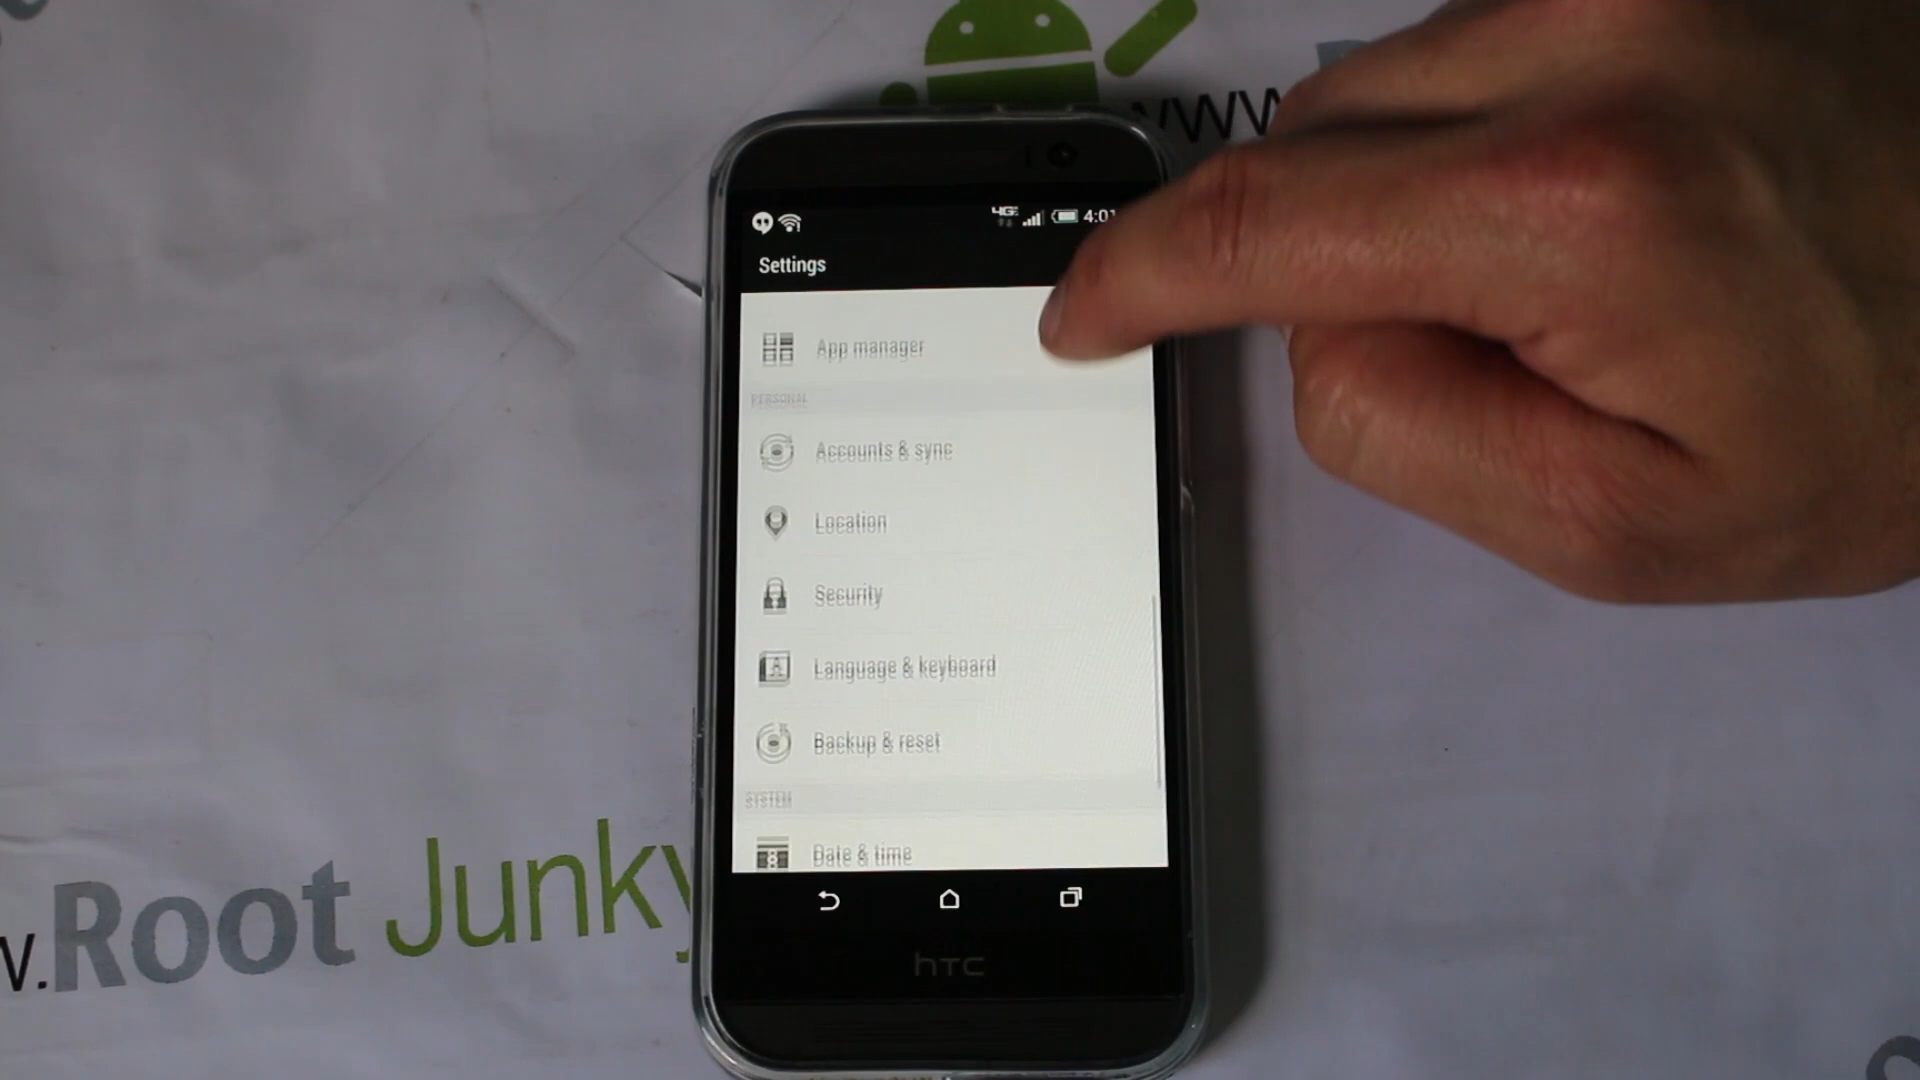 www
4G 4:01
Settings
App manager
PERSONAL
Accounts & sync
Location
Security
Language & keyboard
Backup & reset
SYSTEM
Date & time
hTC
w.Root Junky